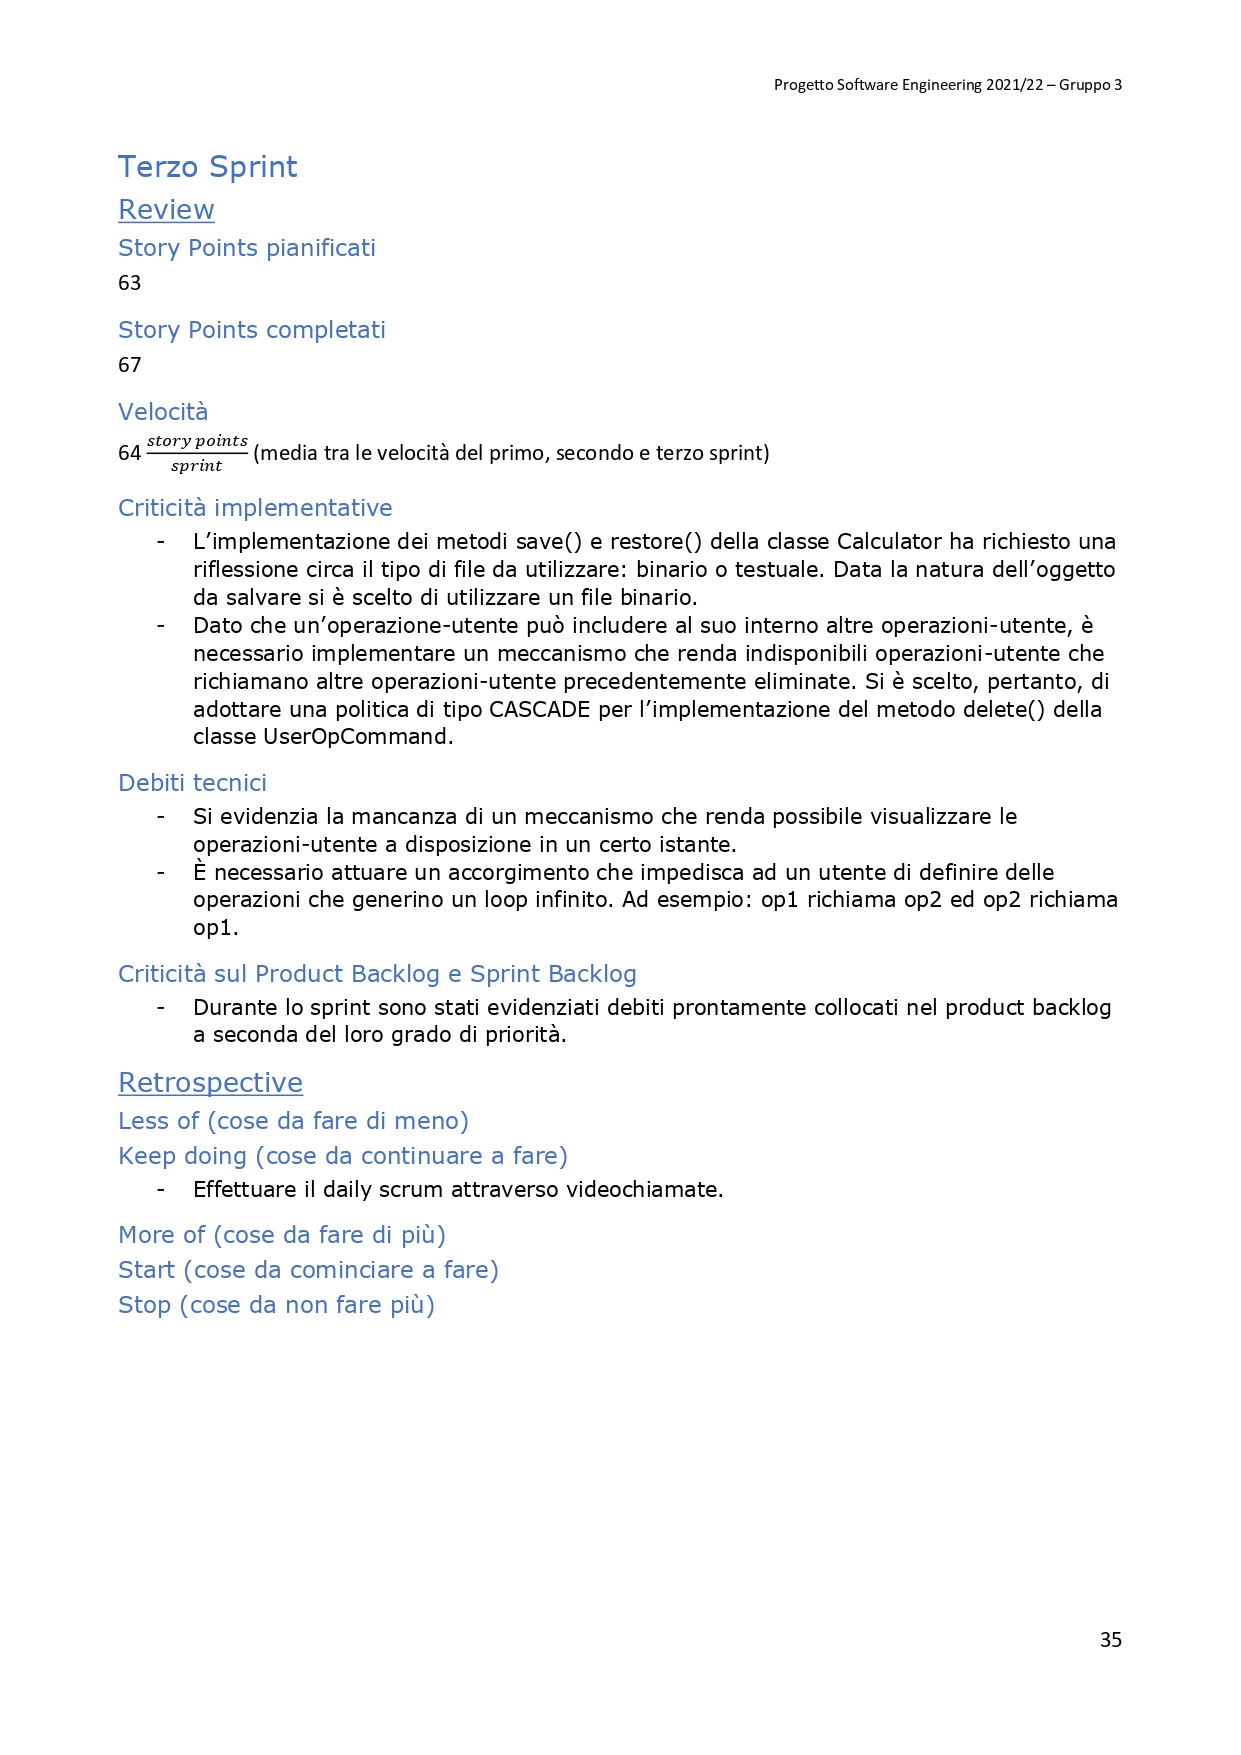 Progetto Software Engineering 2021/22 – Gruppo 3
Terzo Sprint
Review
Story Points pianificati
63
Story Points completati
67
Velocità
64 story points / sprint (media tra le velocità del primo, secondo e terzo sprint)
Criticità implementative
- L’implementazione dei metodi save() e restore() della classe Calculator ha richiesto una
riflessione circa il tipo di file da utilizzare: binario o testuale. Data la natura dell’oggetto
da salvare si è scelto di utilizzare un file binario.
- Dato che un’operazione-utente può includere al suo interno altre operazioni-utente, è
necessario implementare un meccanismo che renda indisponibili operazioni-utente che
richiamano altre operazioni-utente precedentemente eliminate. Si è scelto, pertanto, di
adottare una politica di tipo CASCADE per l’implementazione del metodo delete() della
classe UserOpCommand.
Debiti tecnici
- Si evidenzia la mancanza di un meccanismo che renda possibile visualizzare le
operazioni-utente a disposizione in un certo istante.
- È necessario attuare un accorgimento che impedisca ad un utente di definire delle
operazioni che generino un loop infinito. Ad esempio: op1 richiama op2 ed op2 richiama
op1.
Criticità sul Product Backlog e Sprint Backlog
- Durante lo sprint sono stati evidenziati debiti prontamente collocati nel product backlog
a seconda del loro grado di priorità.
Retrospective
Less of (cose da fare di meno)
Keep doing (cose da continuare a fare)
- Effettuare il daily scrum attraverso videochiamate.
More of (cose da fare di più)
Start (cose da cominciare a fare)
Stop (cose da non fare più)
35